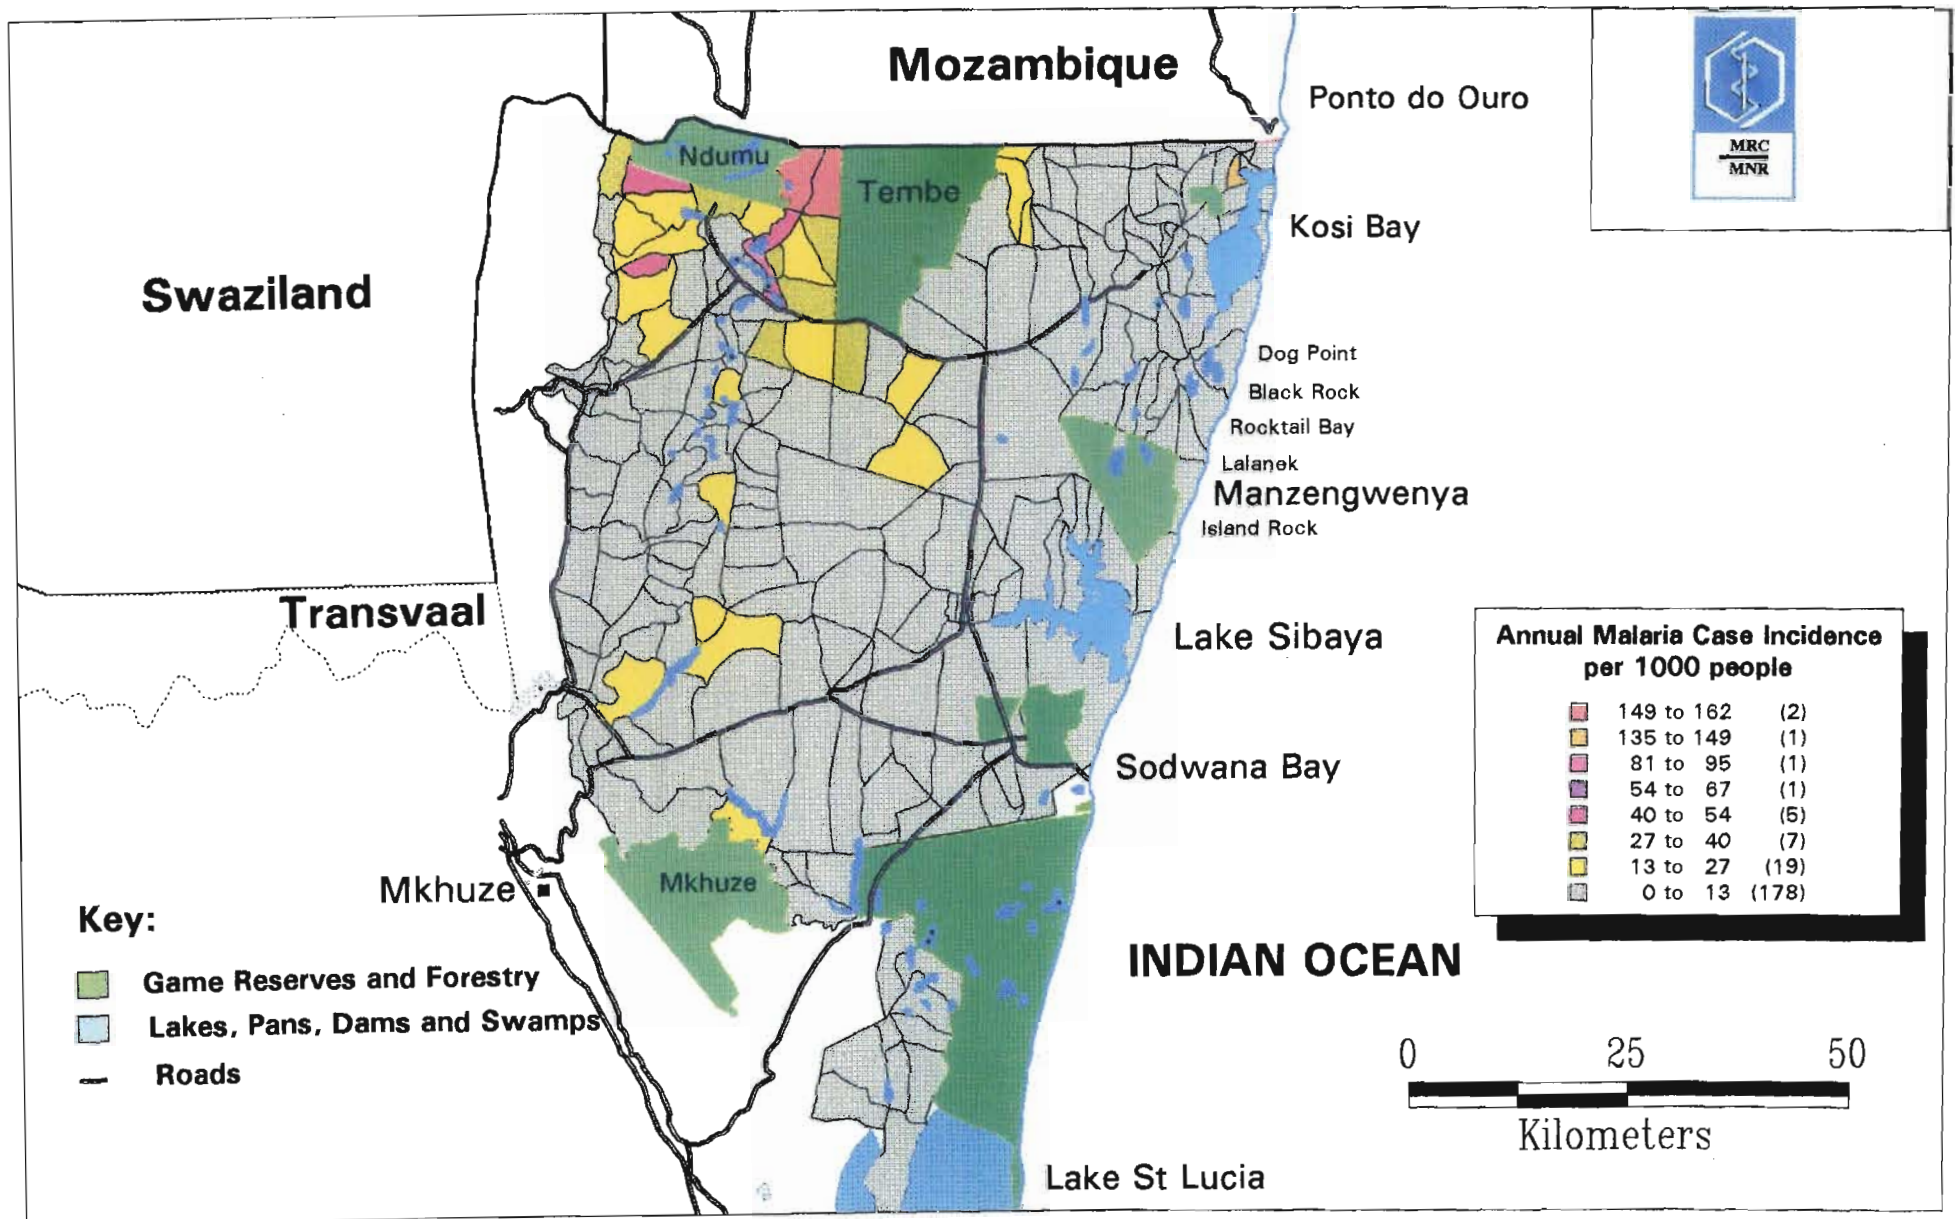 Mozambique
Ponto do Ouro
MRC
MNR
Ndumu
Tembe
Kosi Bay
Swaziland
Dog Point
Black Rock
Rocktail Bay
Lalanek
Manzengwenya
Island Rock
Transvaal
Lake Sibaya
Annual Malaria Case Incidence
per 1000 people
149 to 162 (2)
135 to 149 (1)
81 to 95 (1)
54 to 67 (1)
40 to 54 (5)
27 to 40 (7)
13 to 27 (19)
0 to 13 (178)
Sodwana Bay
Mkhuze
Mkhuze
Key:
Game Reserves and Forestry
Lakes, Pans, Dams and Swamps
Roads
INDIAN OCEAN
0 25 50
Kilometers
Lake St Lucia